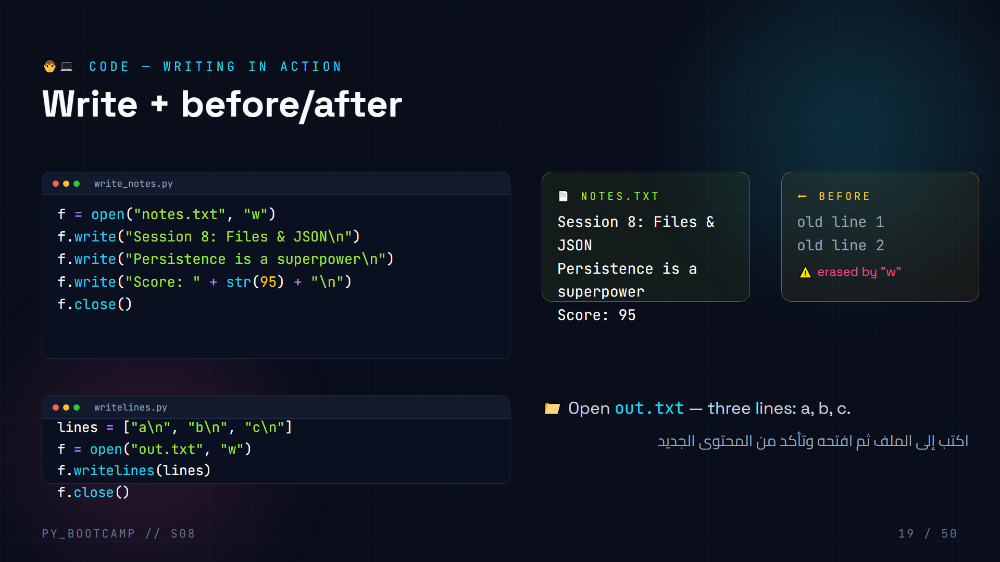 CODE — WRITING IN ACTION
Write + before/after
write_notes.py
f = open("notes.txt", "w")
f.write("Session 8: Files & JSON\n")
f.write("Persistence is a superpower\n")
f.write("Score: " + str(95) + "\n")
f.close()
NOTES.TXT
Session 8: Files &
JSON
Persistence is a
superpower
Score: 95
← BEFORE
old line 1
old line 2
⚠️ erased by "w"
writelines.py
lines = ["a\n", "b\n", "c\n"]
f = open("out.txt", "w")
f.writelines(lines)
f.close()
Open out.txt — three lines: a, b, c.
اكتب إلى الملف ثم افتحه وتأكد من المحتوى الجديد
PY_BOOTCAMP // S08
19 / 50